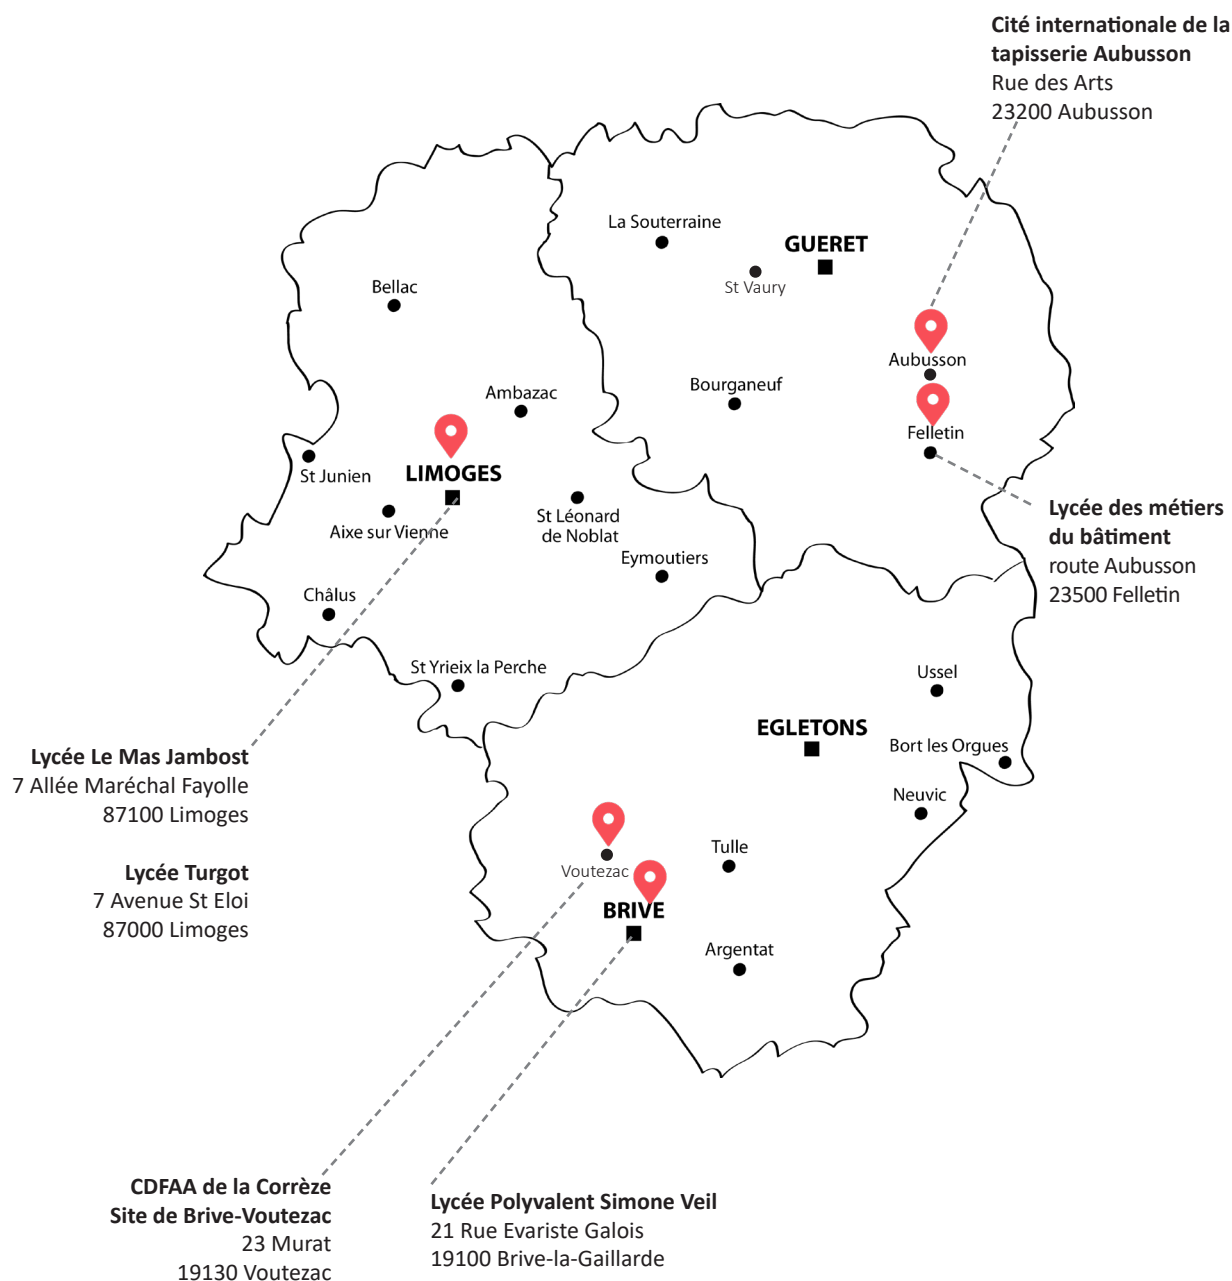 Cité internationale de la
tapisserie Aubusson
Rue des Arts
23200 Aubusson
La Souterraine
GUERET
St Vaury
Bellac
Aubusson
Bourganeuf
Ambazac
Felletin
St Junien
LIMOGES
Aixe sur Vienne
St Léonard
de Noblat
Eymoutiers
Lycée des métiers
du bâtiment
route Aubusson
23500 Felletin
Châlus
St Yrieix la Perche
Ussel
EGLETONS
Bort les Orgues
Neuvic
Lycée Le Mas Jambost
7 Allée Maréchal Fayolle
87100 Limoges
Lycée Turgot
7 Avenue St Eloi
87000 Limoges
Voutezac
Tulle
BRIVE
Argentat
CDFAA de la Corrèze
Site de Brive-Voutezac
23 Murat
19130 Voutezac
Lycée Polyvalent Simone Veil
21 Rue Evariste Galois
19100 Brive-la-Gaillarde